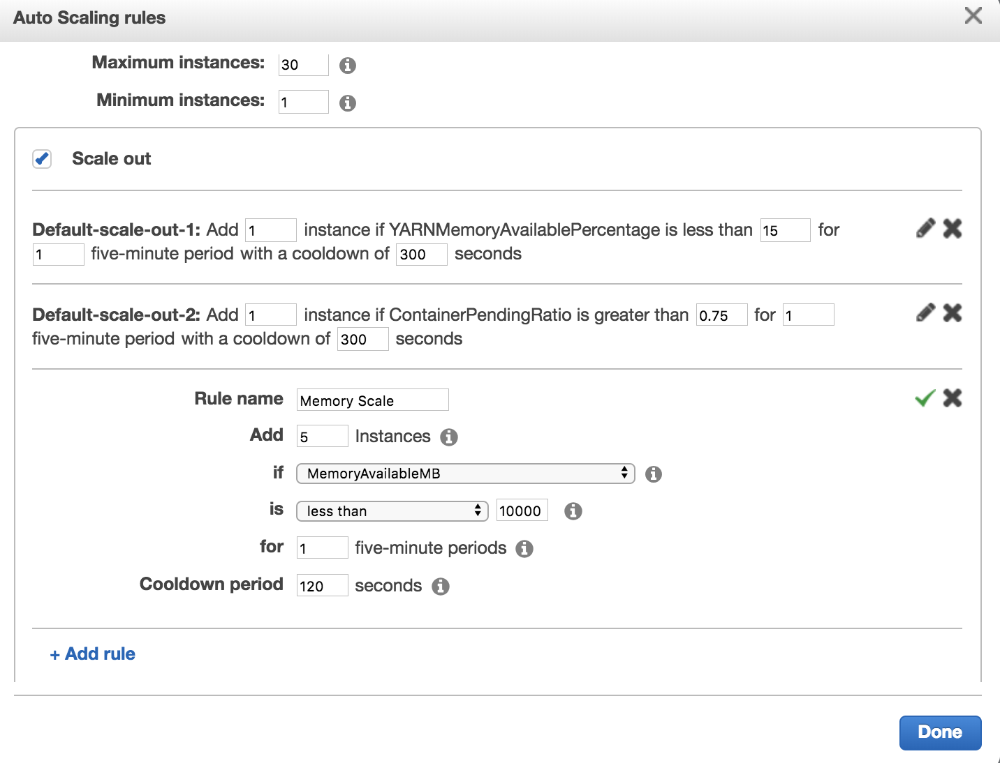 Auto Scaling rules
Maximum instances: 30
Minimum instances: 1
Scale out
Default-scale-out-1: Add 1 instance if YARNMemoryAvailablePercentage is less than 15 for
1 five-minute period with a cooldown of 300 seconds
Default-scale-out-2: Add 1 instance if ContainerPendingRatio is greater than 0.75 for 1
five-minute period with a cooldown of 300 seconds
Rule name Memory Scale
Add 5 Instances
if MemoryAvailableMB
is less than 10000
for 1 five-minute periods
Cooldown period 120 seconds
+ Add rule
Done